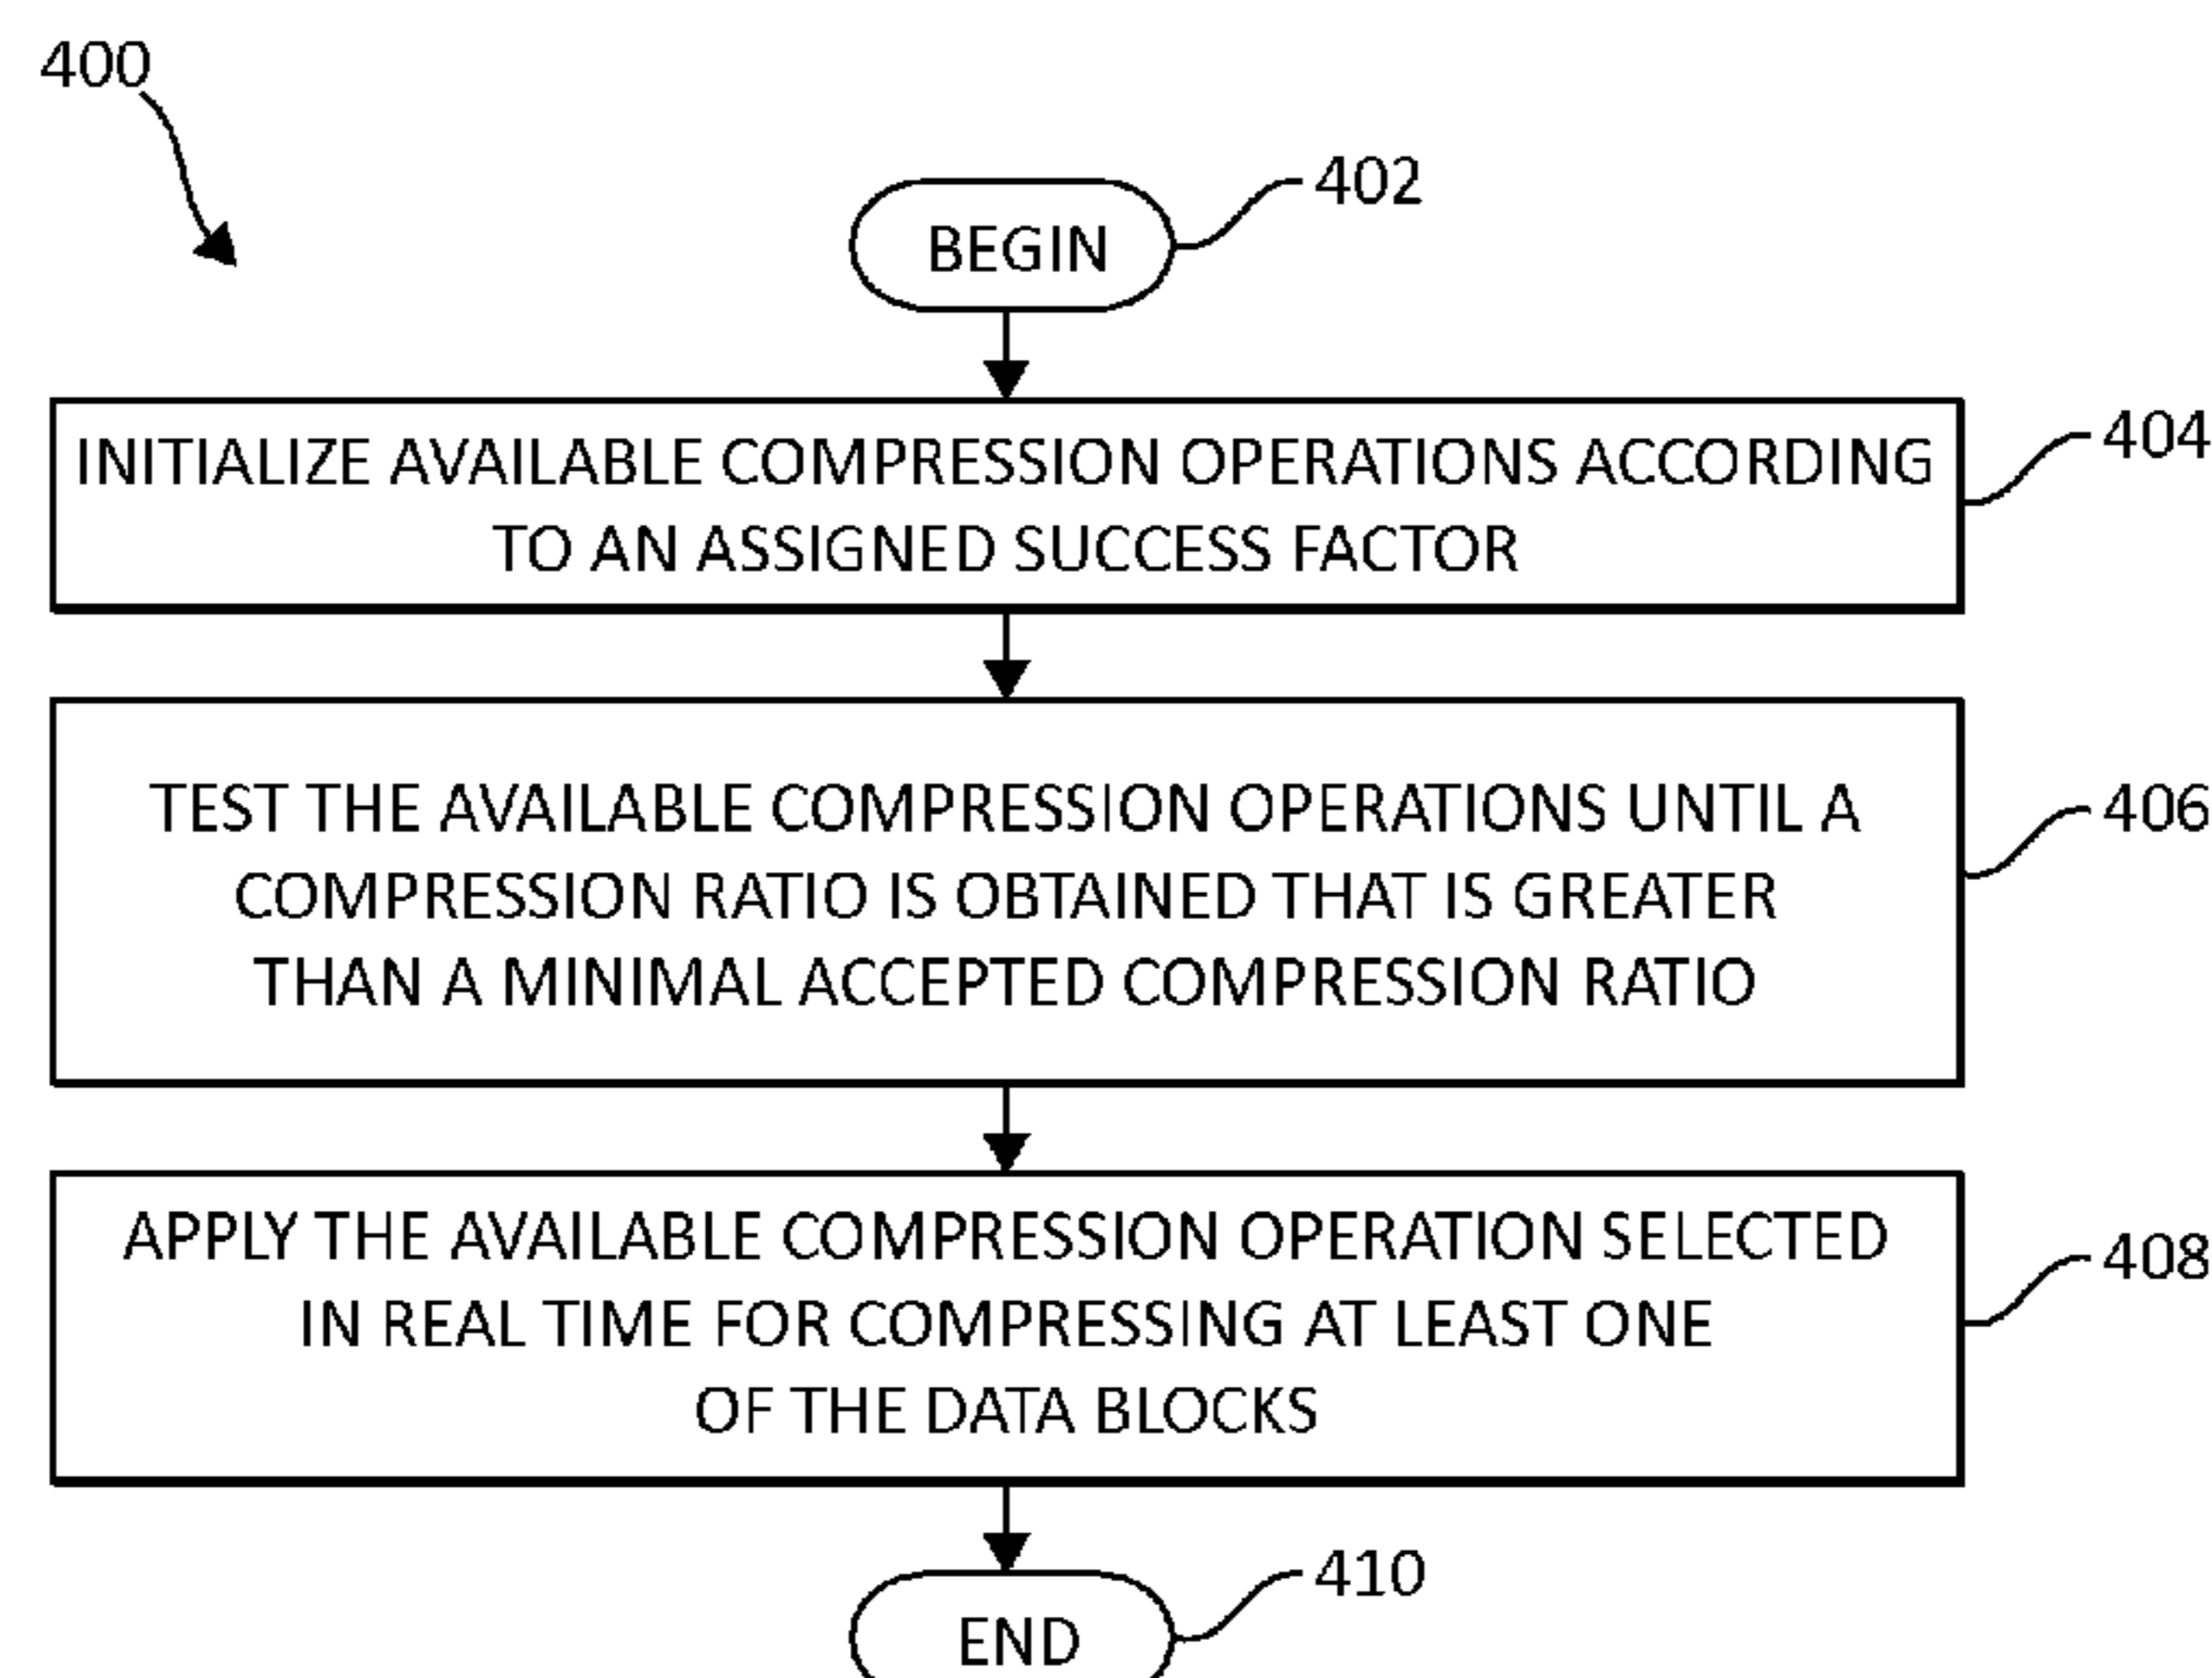 400
BEGIN
402
INITIALIZE AVAILABLE COMPRESSION OPERATIONS ACCORDING
TO AN ASSIGNED SUCCESS FACTOR
404
TEST THE AVAILABLE COMPRESSION OPERATIONS UNTIL A
COMPRESSION RATIO IS OBTAINED THAT IS GREATER
THAN A MINIMAL ACCEPTED COMPRESSION RATIO
406
APPLY THE AVAILABLE COMPRESSION OPERATION SELECTED
IN REAL TIME FOR COMPRESSING AT LEAST ONE
OF THE DATA BLOCKS
408
END
410